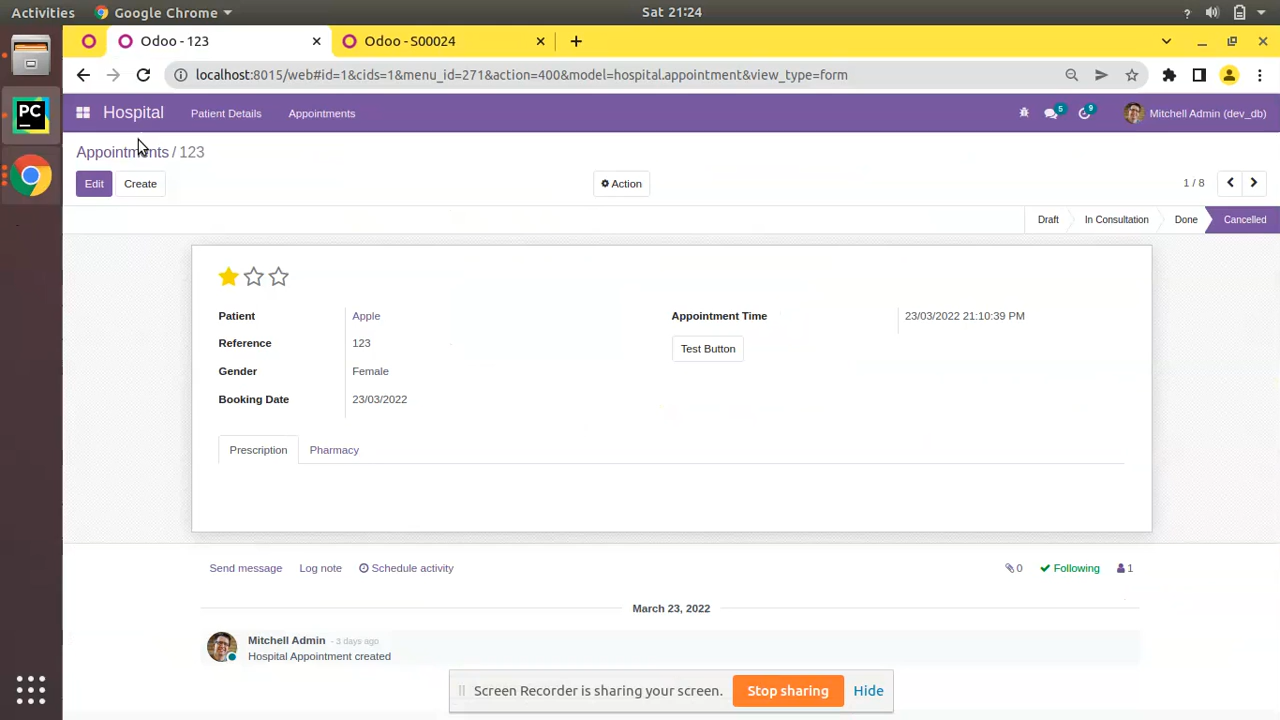 Activities Google Chrome Sat 21:24 ?
Odoo - 123 Odoo - S00024
localhost:8015/web#id=1&cids=1&menu_id=271&action=400&model=hospital.appointment&view_type=form
PC Hospital Patient Details Appointments 5 9 Mitchell Admin (dev_db)
Appointments / 123
Edit Create Action 1 / 8
Draft In Consultation Done Cancelled
Patient Apple Appointment Time 23/03/2022 21:10:39 PM
Reference 123 Test Button
Gender Female
Booking Date 23/03/2022
Prescription Pharmacy
Send message Log note Schedule activity 0 Following 1
March 23, 2022
Mitchell Admin - 3 days ago
Hospital Appointment created
Screen Recorder is sharing your screen. Stop sharing Hide